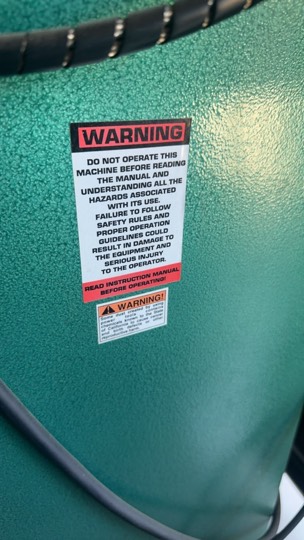 WARNING
DO NOT OPERATE THIS
MACHINE BEFORE READING
THE MANUAL AND
UNDERSTANDING ALL THE
HAZARDS ASSOCIATED
WITH ITS USE.
FAILURE TO FOLLOW
SAFETY RULES AND
PROPER OPERATION
GUIDELINES COULD
RESULT IN DAMAGE TO
THE EQUIPMENT AND
SERIOUS INJURY
TO THE OPERATOR.
READ INSTRUCTION MANUAL
BEFORE OPERATING!
WARNING!